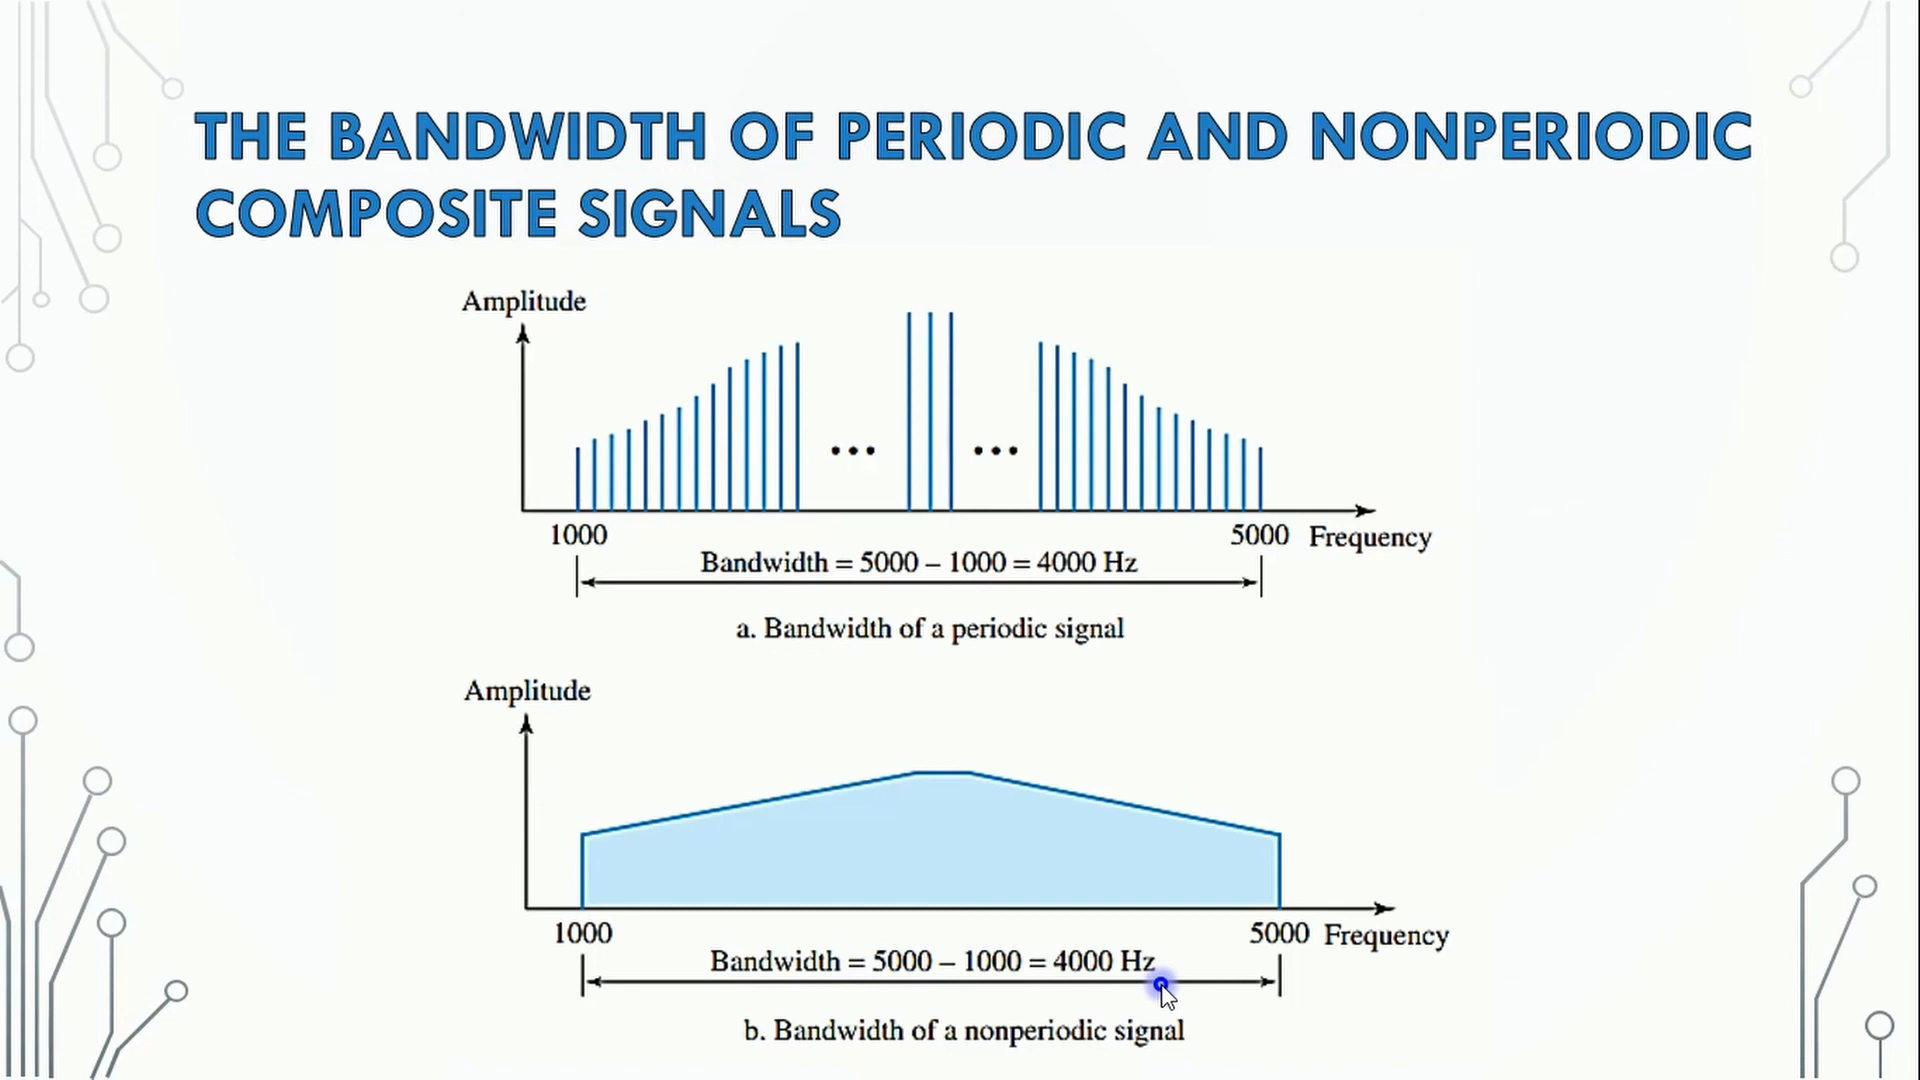 THE BANDWIDTH OF PERIODIC AND NONPERIODIC
COMPOSITE SIGNALS
Amplitude
••• •••
1000 5000 Frequency
Bandwidth = 5000 – 1000 = 4000 Hz
a. Bandwidth of a periodic signal
Amplitude
1000 5000 Frequency
Bandwidth = 5000 – 1000 = 4000 Hz
b. Bandwidth of a nonperiodic signal